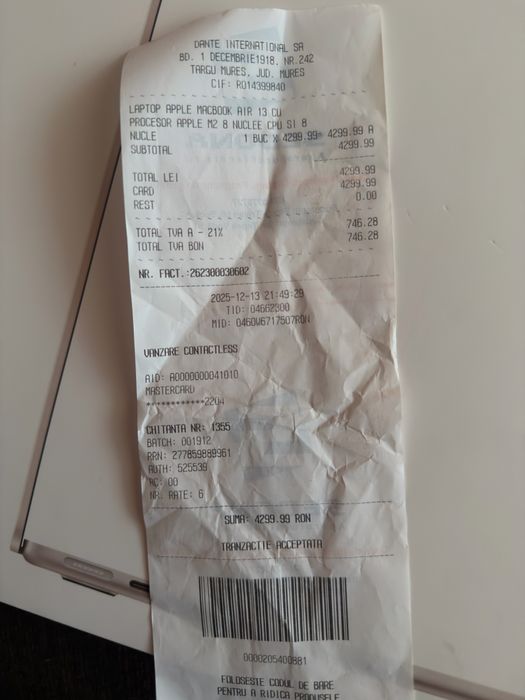 DANTE INTERNATIONAL SA
BD. 1 DECEMBRIE1918, NR.242
TARGU MURES, JUD. MURES
CIF: RO14399840
LAPTOP APPLE MACBOOK AIR 13 CU
PROCESOR APPLE M2 8 NUCLEE CPU SI 8
NUCLE 1 BUC X 4299.99= 4299.99 A
SUBTOTAL 4299.99
TOTAL LEI 4299.99
CARD 4299.99
REST 0.00
TOTAL TVA A - 21% 746.28
TOTAL TVA BON 746.28
NR. FACT.:262300030602
2025-12-13 21:49:29
TID: 04662300
MID: 0460W6717507RON
VANZARE CONTACTLESS
AID: A0000000041010
MASTERCARD
************2204
CHITANTA NR: 1355
BATCH: 001912
RRN: 277859889961
AUTH: 525539
RC: 00
NR. RATE: 6
SUMA: 4299.99 RON
TRANZACTIE ACCEPTATA
0000205400881
FOLOSESTE CODUL DE BARE
PENTRU A RIDICA PRODUSELE